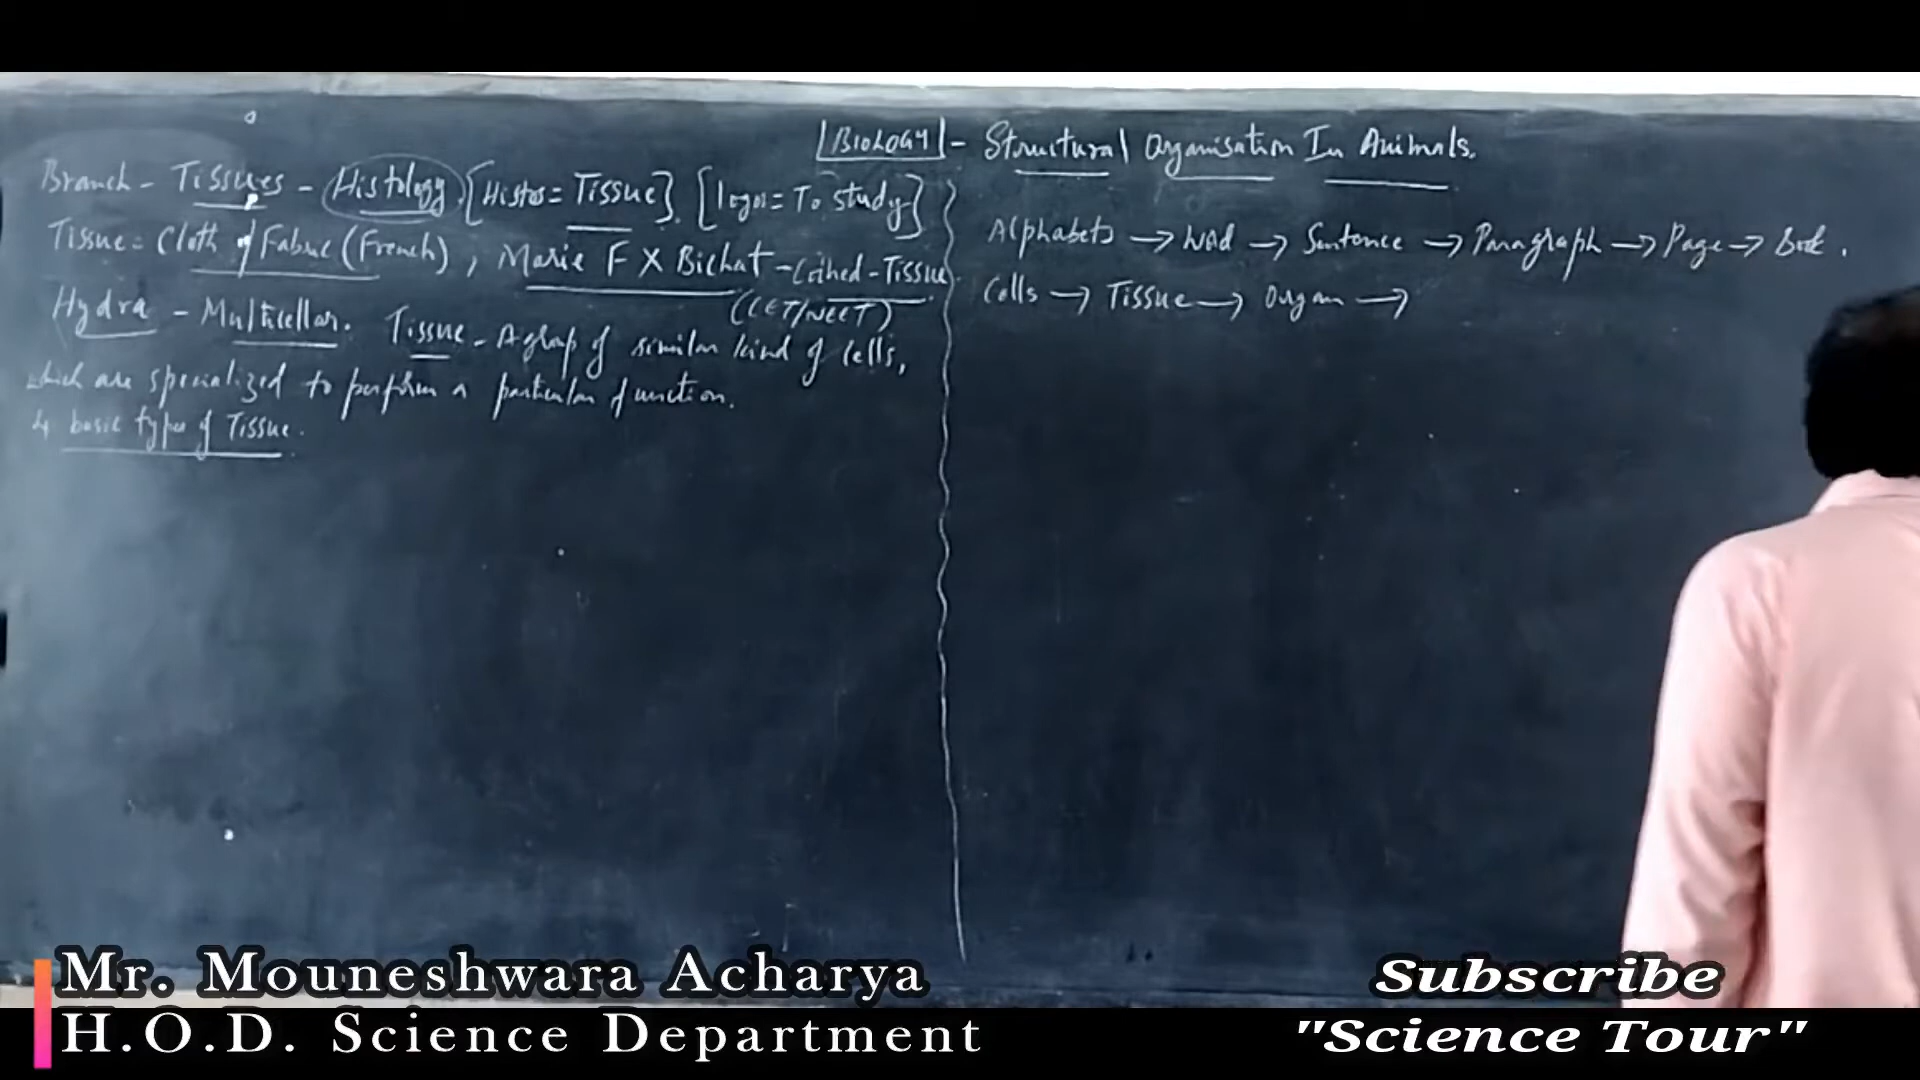 BIOLOGY - Structural Organisation In Animals.
Branch - Tissues - Histology. [Histos = Tissue]. [logos = To study]
Tissue = Cloth of Fabric (French), Marie F X Bichat - Coined - Tissue
(CET/NEET)
Hydra - Multicellar. Tissue - A group of similar kind of cells,
which are specialized to perform a particular function.
4 basic types of Tissue.
Alphabets → Word → Sentence → Paragraph → Page → Book.
Cells → Tissue → Organ →
Mr. Mouneshwara Acharya
H.O.D. Science Department
Subscribe
"Science Tour"